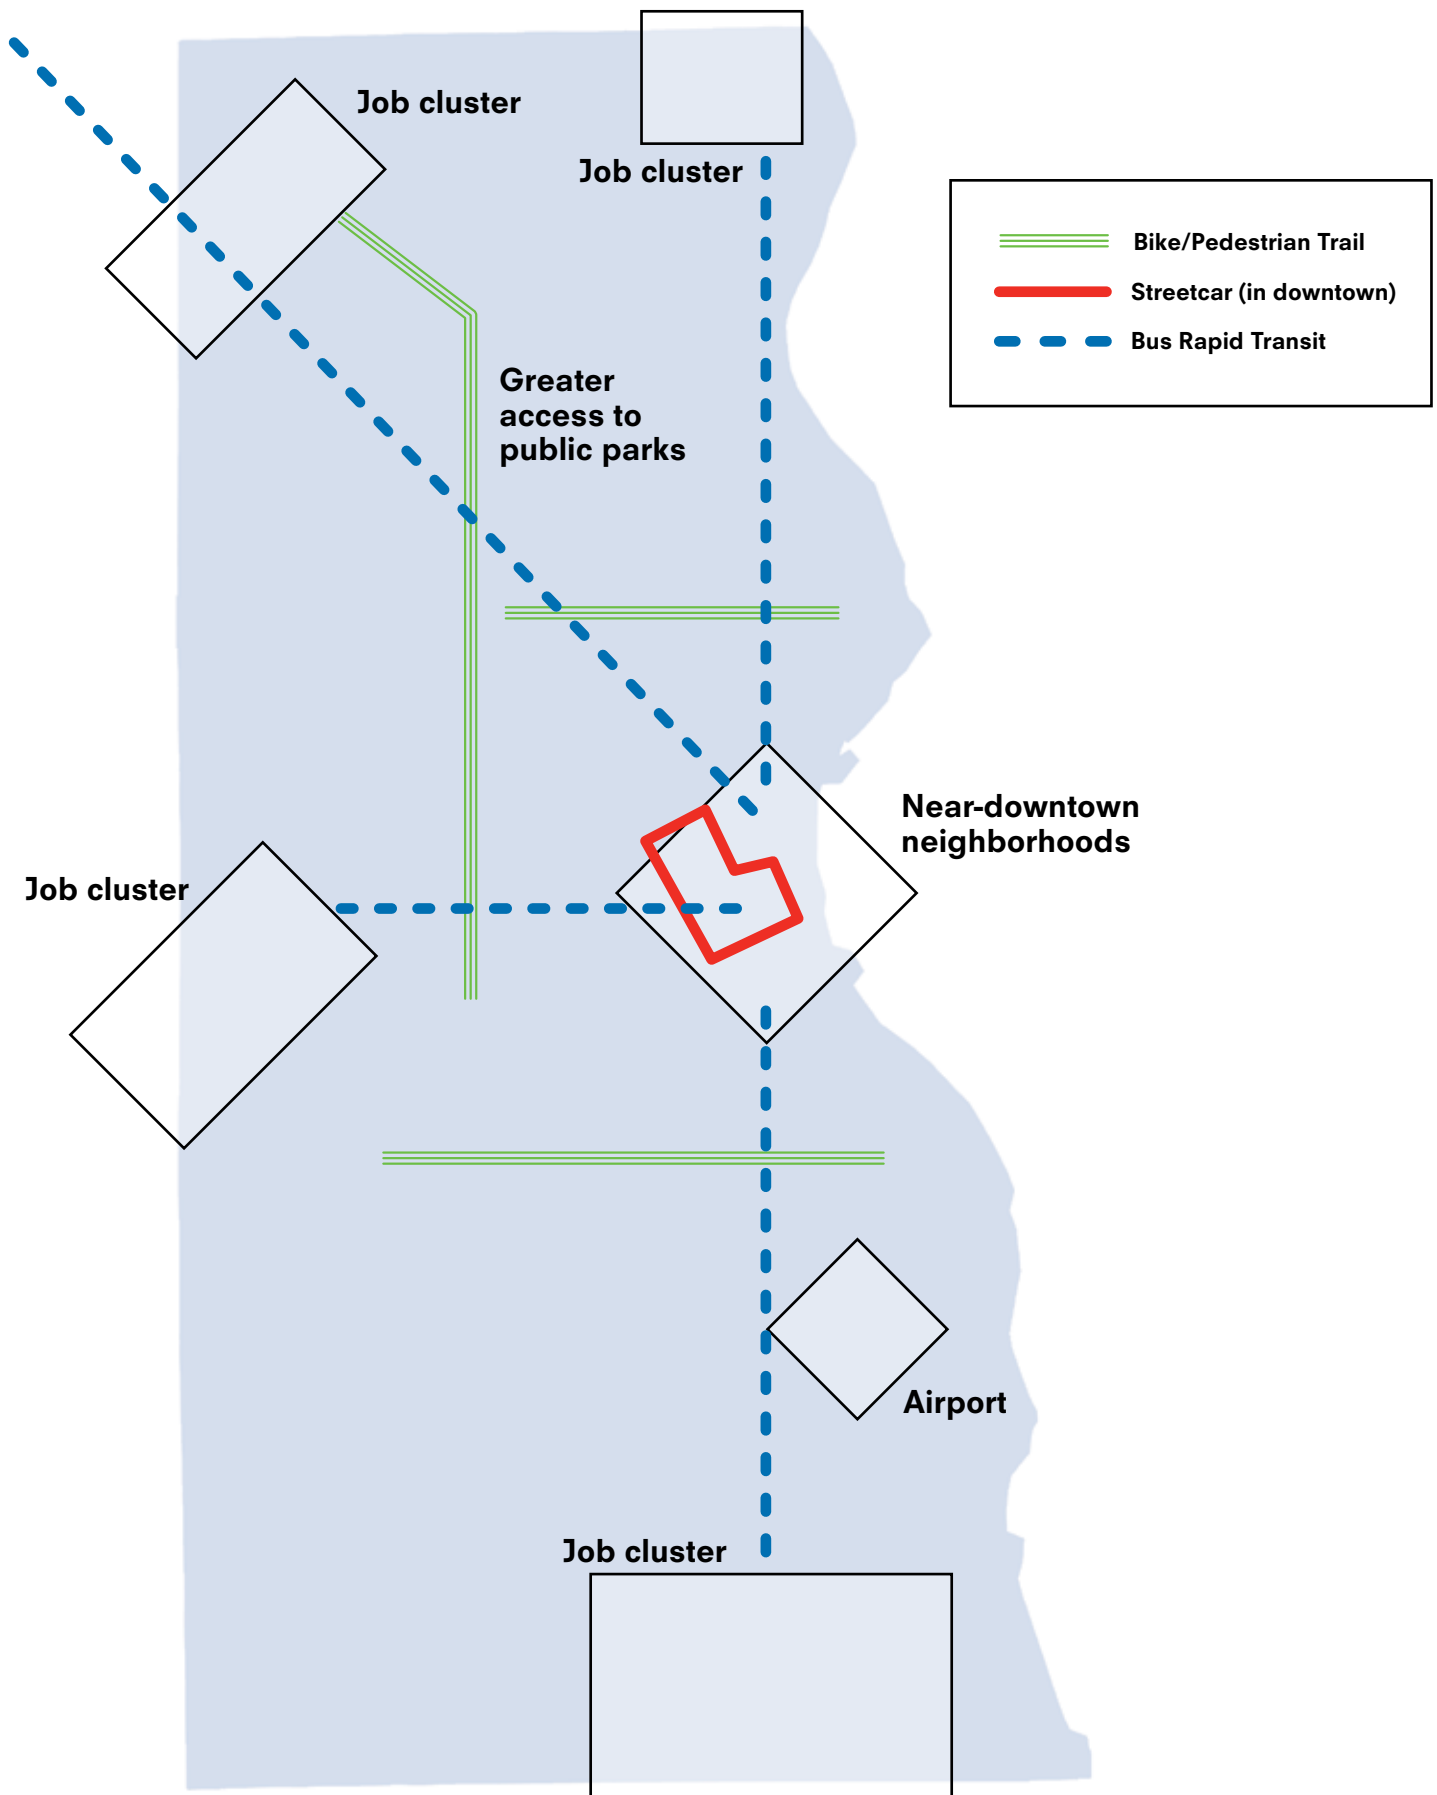 Job cluster
Job cluster
Bike/Pedestrian Trail
Streetcar (in downtown)
Bus Rapid Transit
Greater
access to
public parks
Near-downtown
neighborhoods
Job cluster
Airport
Job cluster